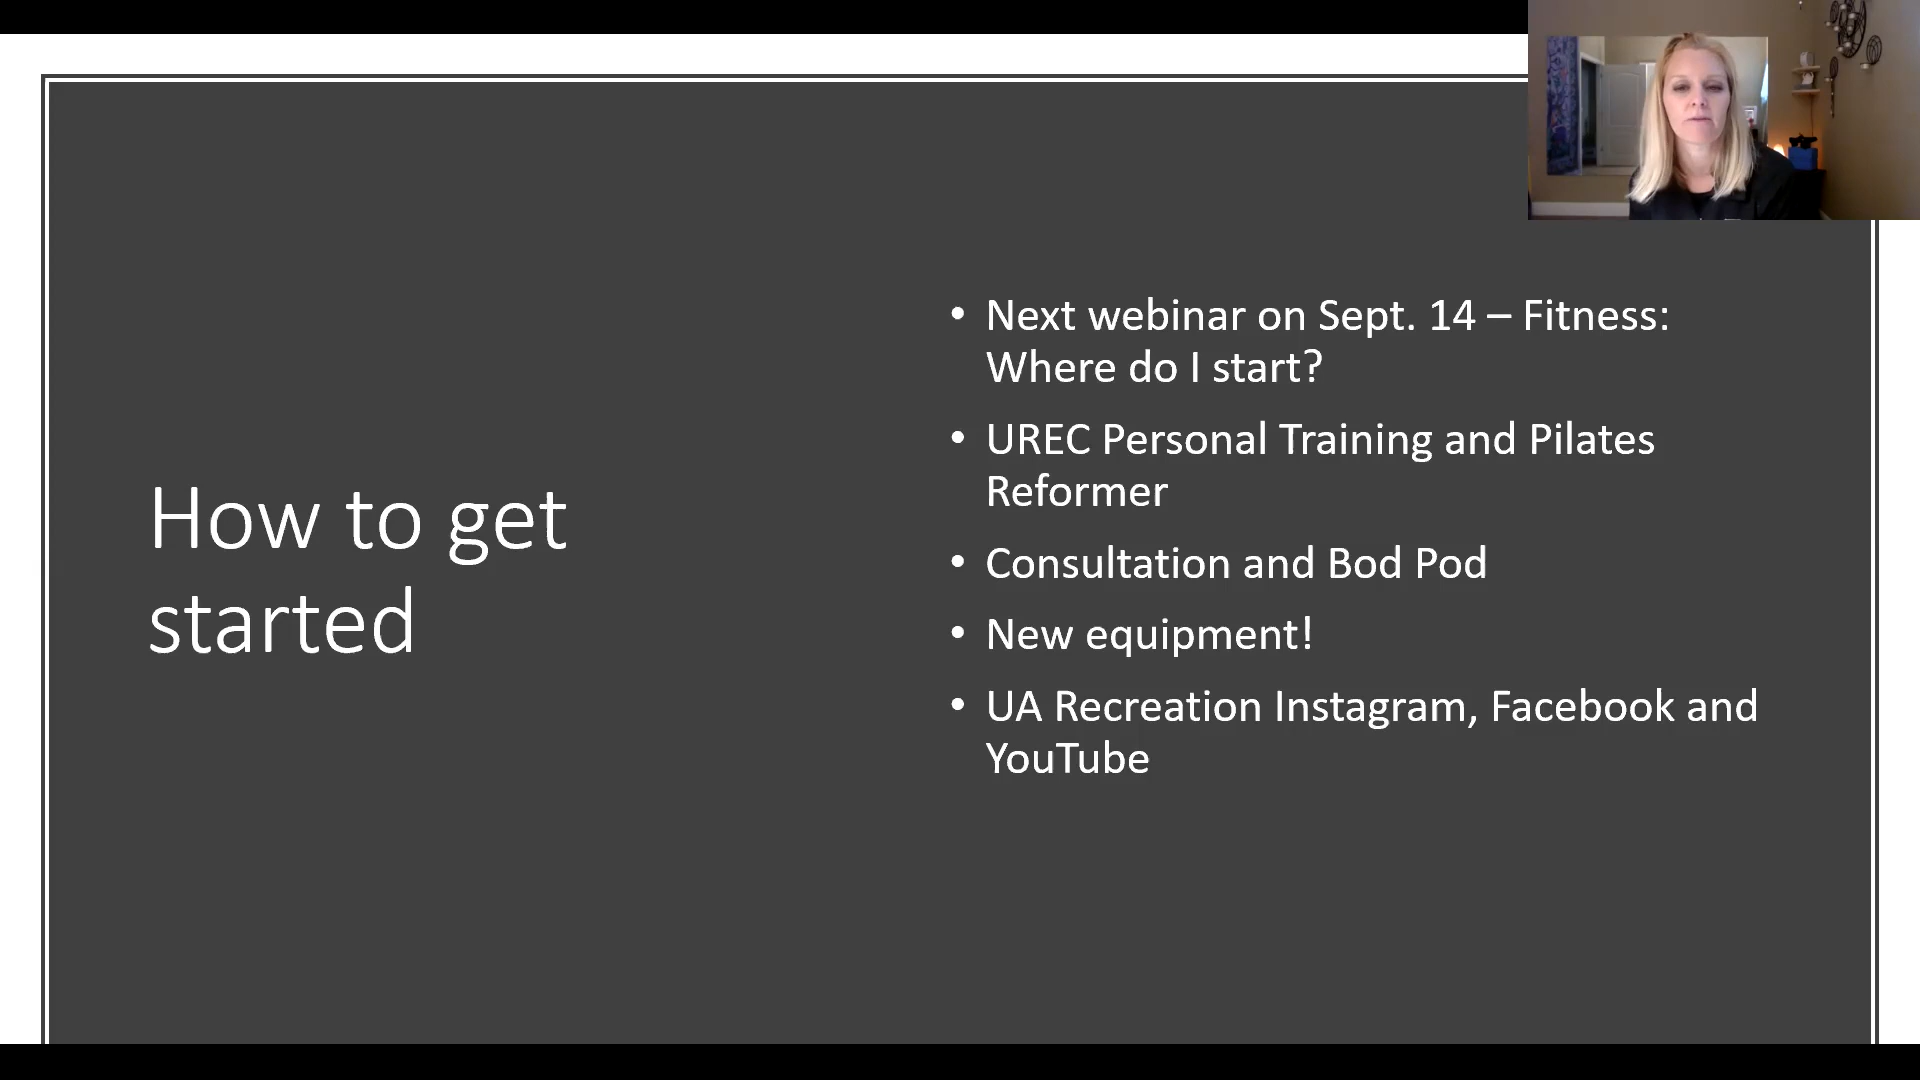 How to get
started
• Next webinar on Sept. 14 – Fitness:
Where do I start?
• UREC Personal Training and Pilates
Reformer
• Consultation and Bod Pod
• New equipment!
• UA Recreation Instagram, Facebook and
YouTube